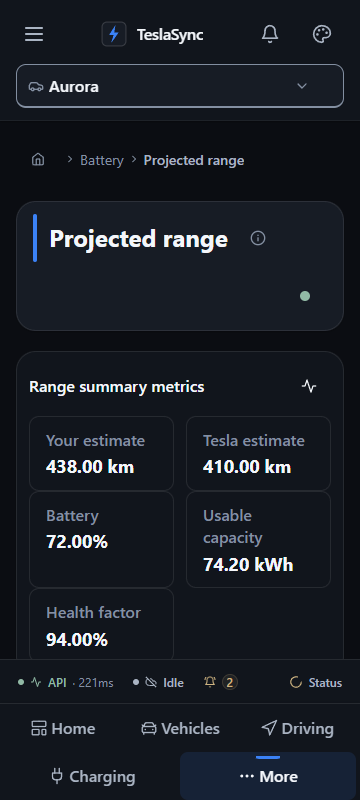 TeslaSync
Aurora
Battery
Projected range
Projected range
Range summary metrics
Your estimate
438.00 km
Tesla estimate
410.00 km
Battery
72.00%
Usable
capacity
74.20 kWh
Health factor
94.00%
API · 221ms
Idle
2
Status
Home
Vehicles
Driving
Charging
More